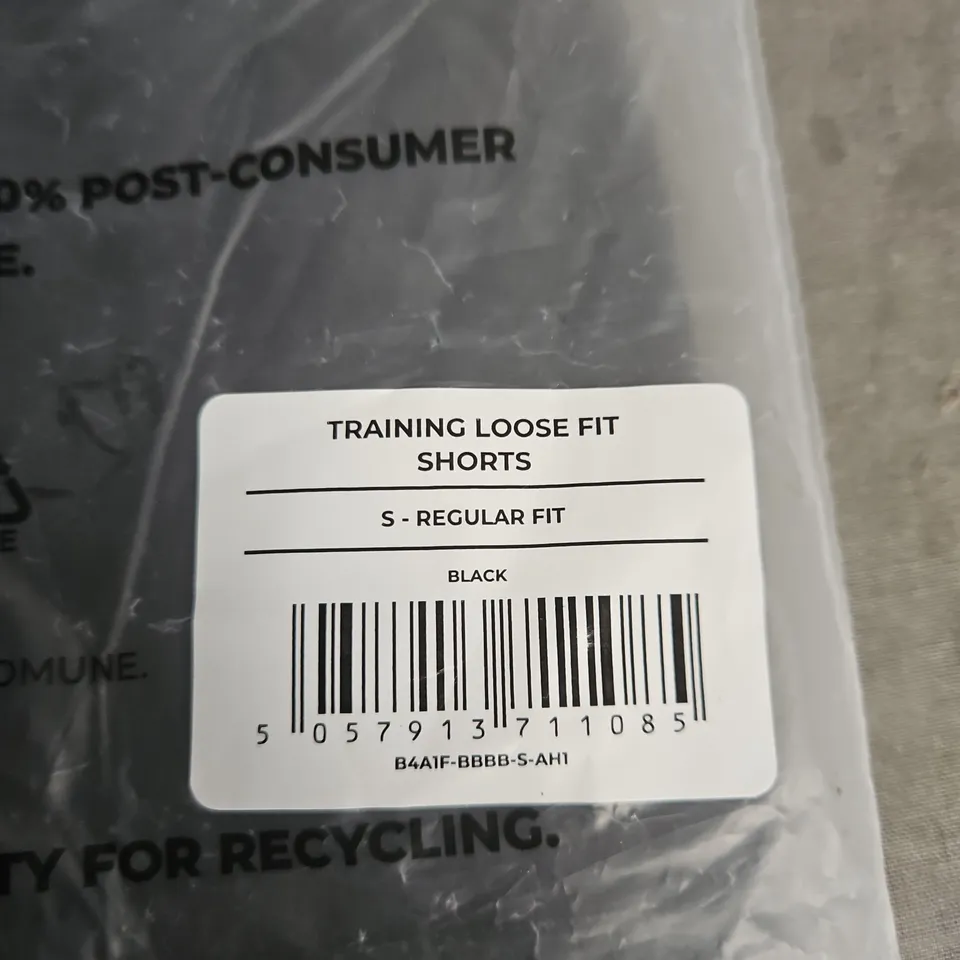 0% POST-CONSUMER
E.
TRAINING LOOSE FIT
SHORTS
S - REGULAR FIT
BLACK
5 057913 711085
B4A1F-BBBB-S-AH1
OMUNE.
TY FOR RECYCLING.